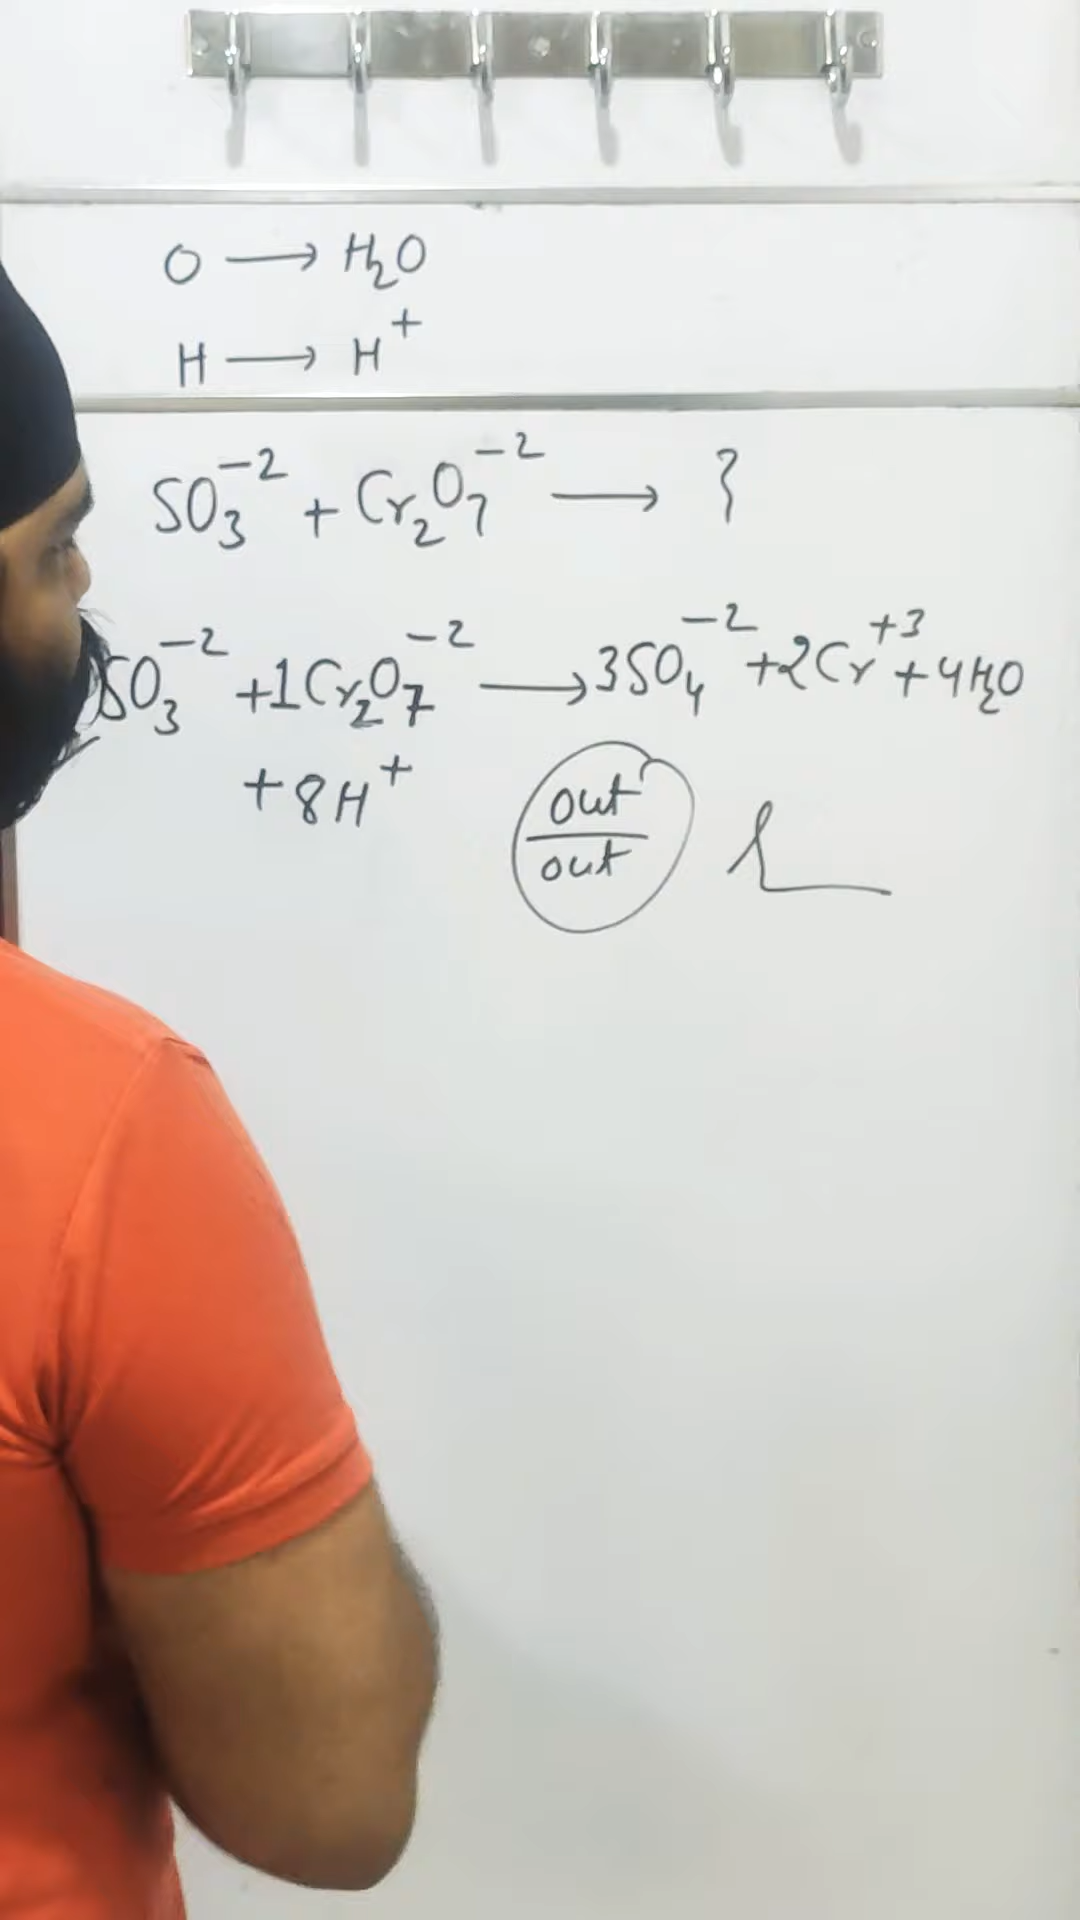 O ⟶ H₂O
H ⟶ H⁺
SO₃⁻² + Cr₂O₇⁻² ⟶ ?
SO₃⁻² + 1Cr₂O₇⁻² ⟶ 3SO₄⁻² + 2Cr⁺³ + 4H₂O
+ 8H⁺
out
out